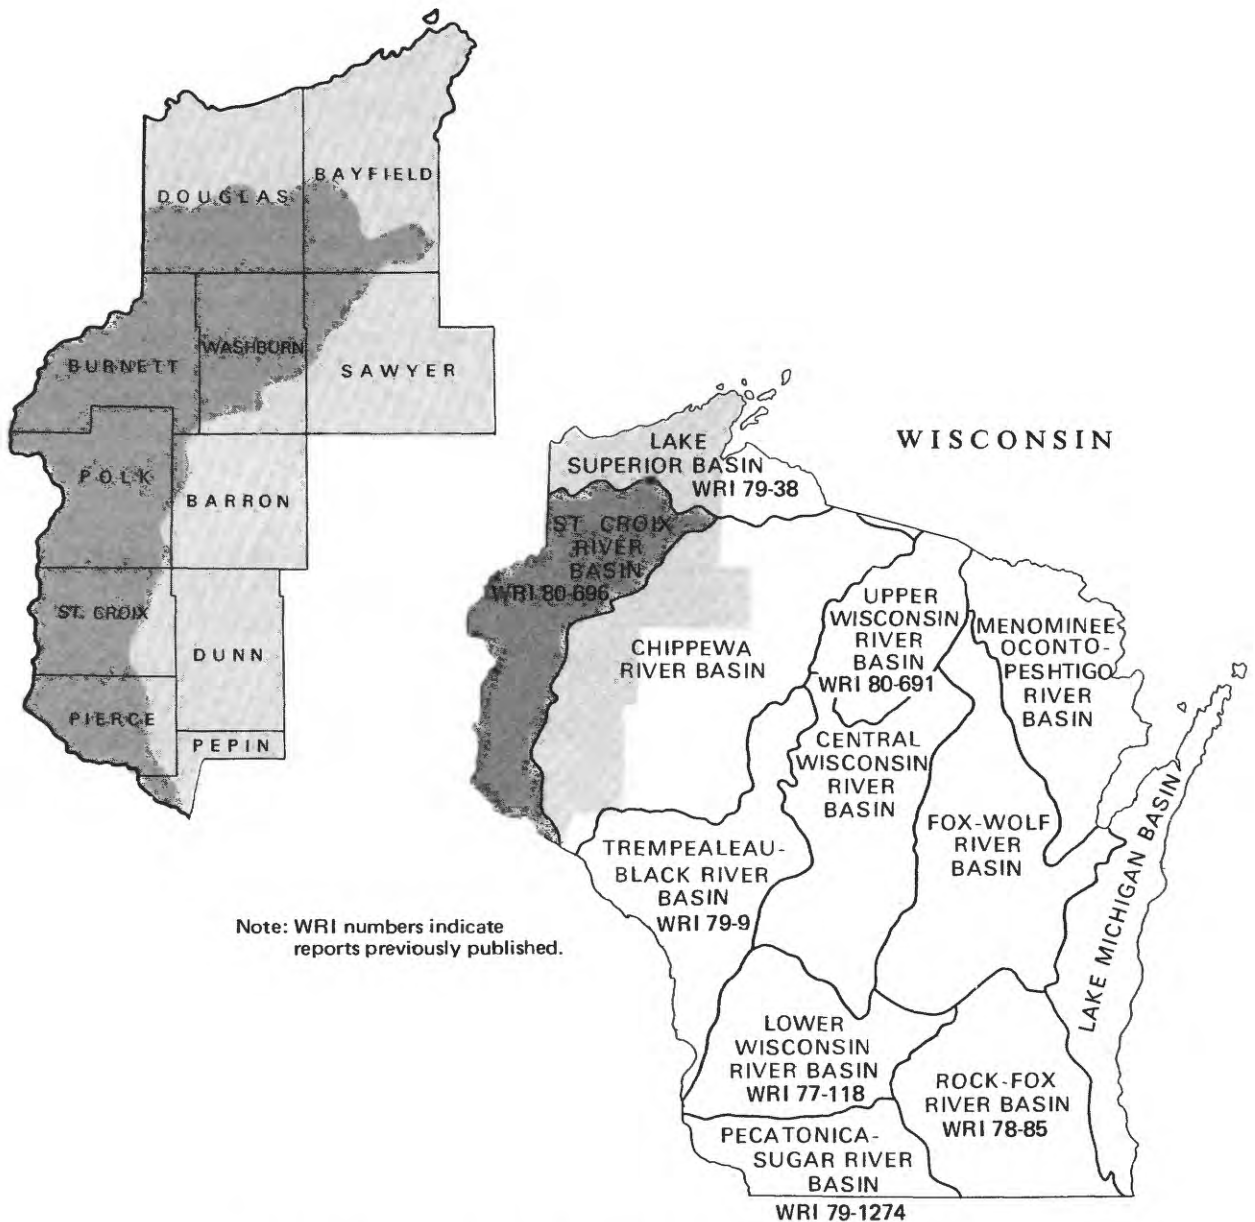 BAYFIELD
DOUGLAS
WASHBURN
BURNETT
SAWYER
POLK
BARRON
ST. CROIX
DUNN
PIERCE
PEPIN
WISCONSIN
LAKE
SUPERIOR BASIN
WRI 79-38
ST CROIX
RIVER
BASIN
WRI 80-696
UPPER
WISCONSIN
RIVER
BASIN
WRI 80-691
MENOMINEE
OCONTO-
PESHTIGO
RIVER
BASIN
CHIPPEWA
RIVER BASIN
CENTRAL
WISCONSIN
RIVER
BASIN
FOX-WOLF
RIVER
BASIN
LAKE MICHIGAN BASIN
TREMPEALEAU-
BLACK RIVER
BASIN
WRI 79-9
Note: WRI numbers indicate
reports previously published.
LOWER
WISCONSIN
RIVER BASIN
WRI 77-118
ROCK-FOX
RIVER BASIN
WRI 78-85
PECATONICA-
SUGAR RIVER
BASIN
WRI 79-1274